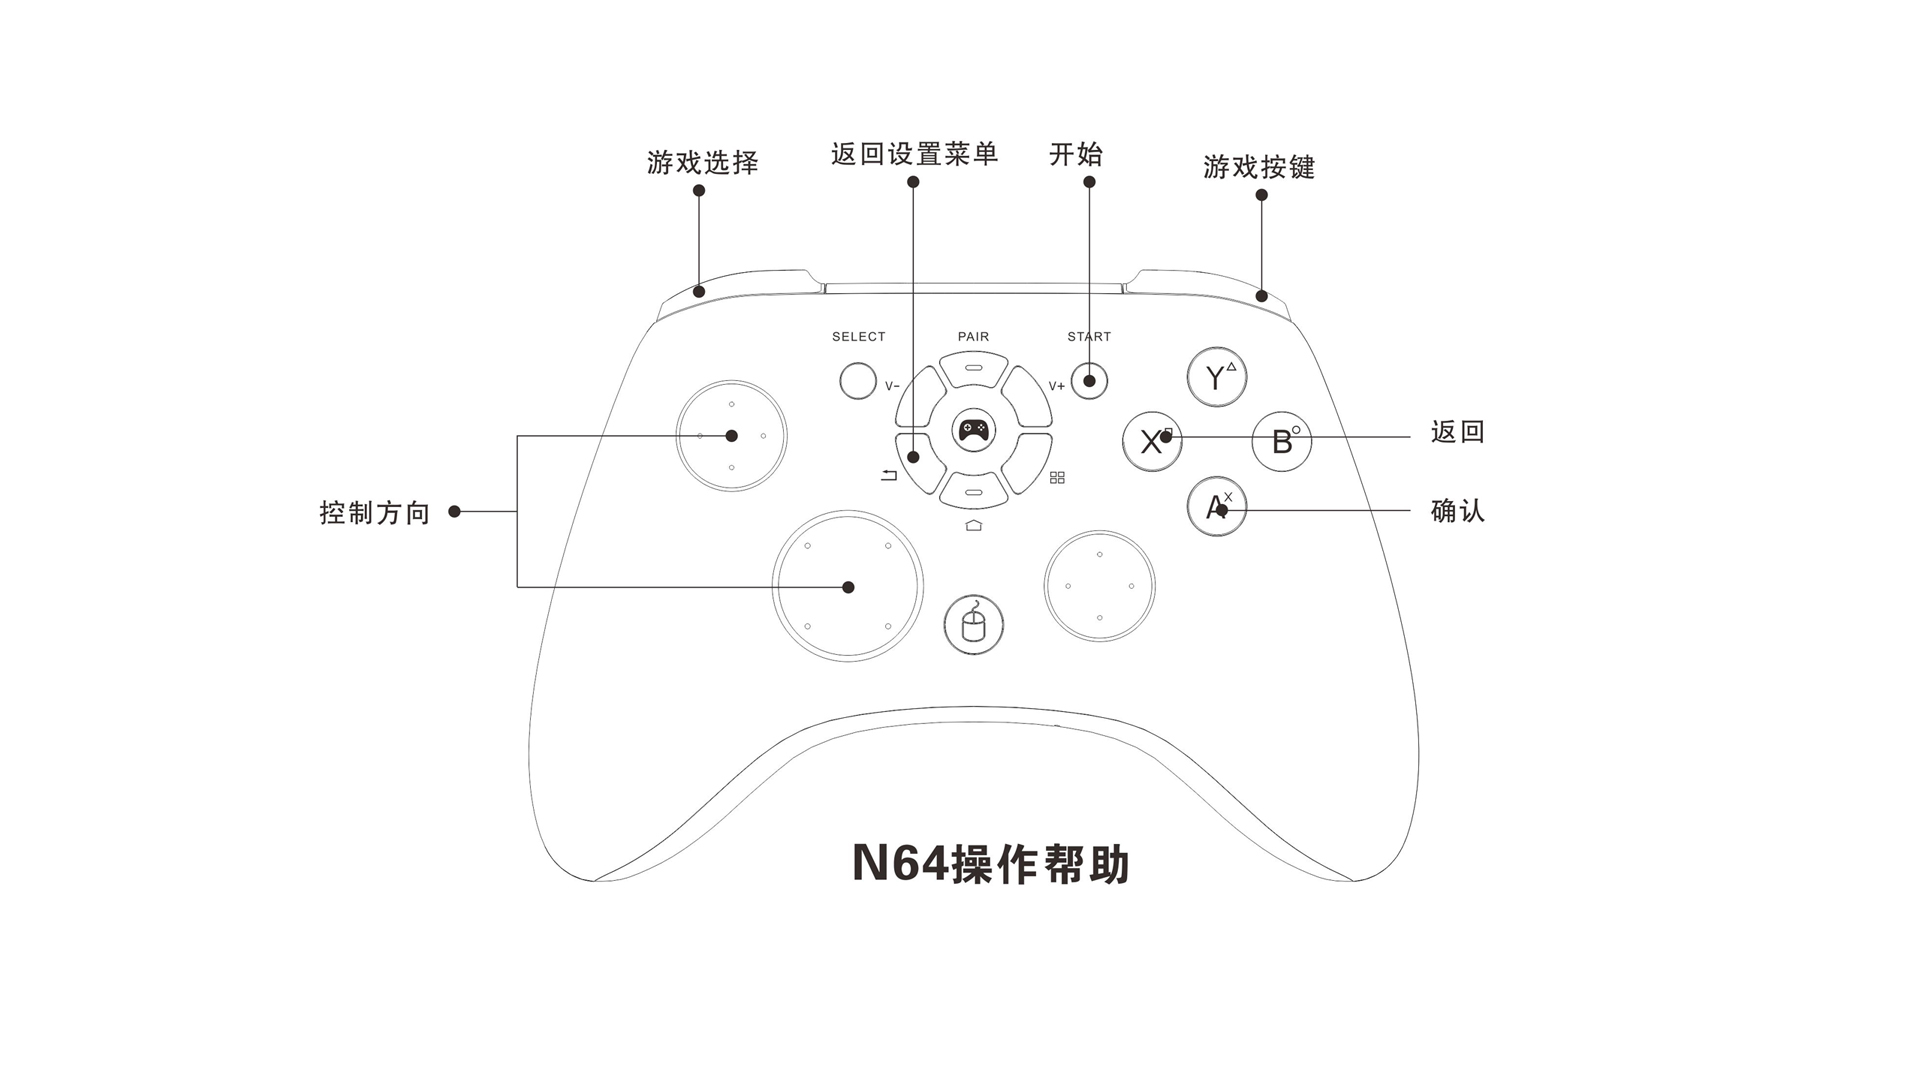 游戏选择
返回设置菜单
开始
游戏按键
SELECT
PAIR
START
V-
V+
Y
X
B
A
返回
控制方向
确认
N64操作帮助